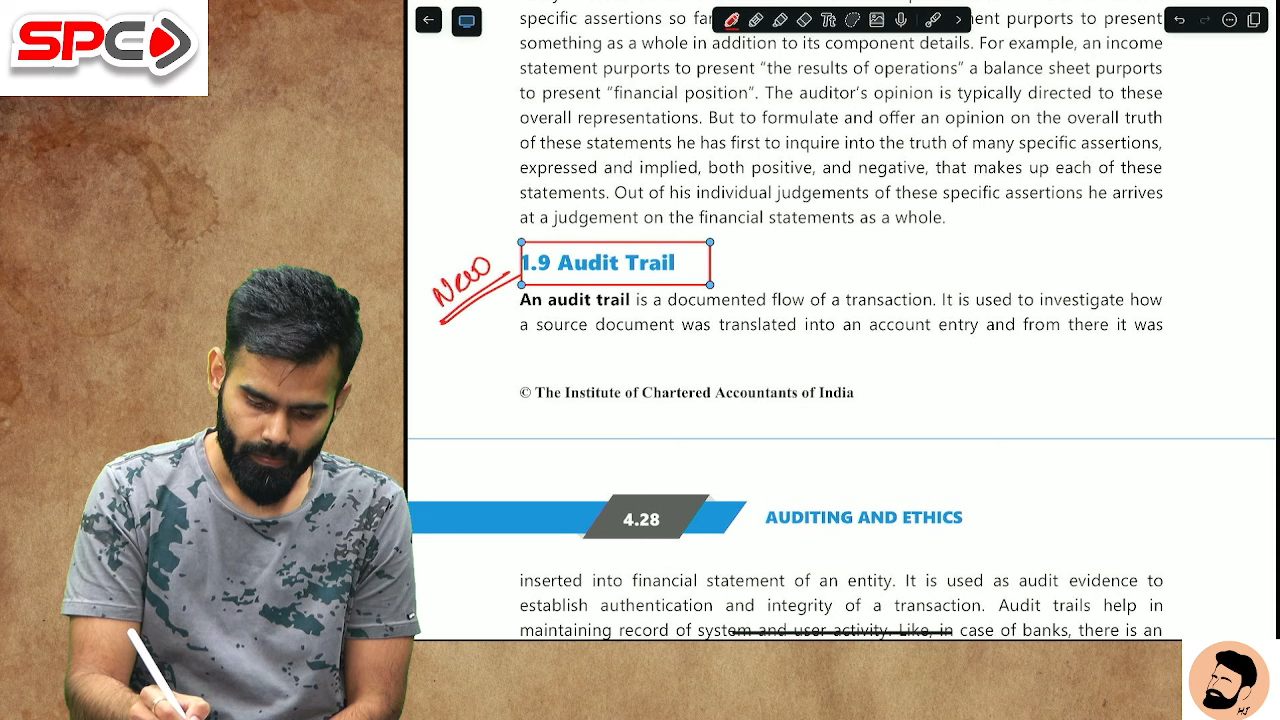 SPC
specific assertions so far
nent purports to present
something as a whole in addition to its component details. For example, an income
statement purports to present “the results of operations” a balance sheet purports
to present “financial position”. The auditor’s opinion is typically directed to these
overall representations. But to formulate and offer an opinion on the overall truth
of these statements he has first to inquire into the truth of many specific assertions,
expressed and implied, both positive, and negative, that makes up each of these
statements. Out of his individual judgements of these specific assertions he arrives
at a judgement on the financial statements as a whole.
New
1.9 Audit Trail
An audit trail is a documented flow of a transaction. It is used to investigate how
a source document was translated into an account entry and from there it was
© The Institute of Chartered Accountants of India
4.28
AUDITING AND ETHICS
inserted into financial statement of an entity. It is used as audit evidence to
establish authentication and integrity of a transaction. Audit trails help in
maintaining record of system and user activity. Like, in case of banks, there is an
HJ